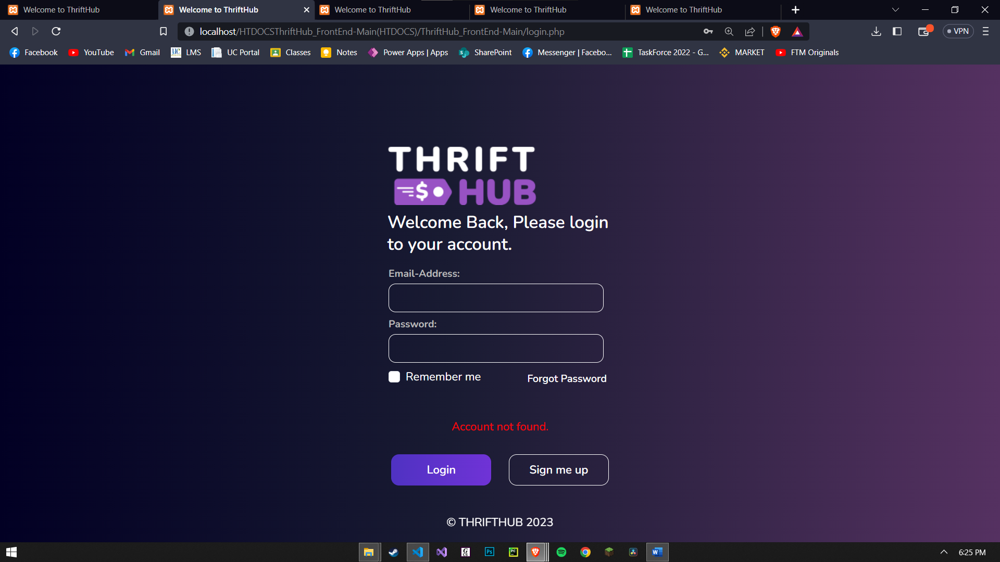 Welcome to ThriftHub
Welcome to ThriftHub
Welcome to ThriftHub
Welcome to ThriftHub
Welcome to ThriftHub
localhost/HTDOCSThriftHub_FrontEnd-Main(HTDOCS)/ThriftHub_FrontEnd-Main/login.php
VPN
Facebook
YouTube
Gmail
LMS
UC Portal
Classes
Notes
Power Apps | Apps
SharePoint
Messenger | Facebo...
TaskForce 2022 - G...
MARKET
FTM Originals
THRIFT
$ HUB
Welcome Back, Please login
to your account.
Email-Address:
Password:
Remember me
Forgot Password
Account not found.
Login
Sign me up
© THRIFTHUB 2023
6:25 PM